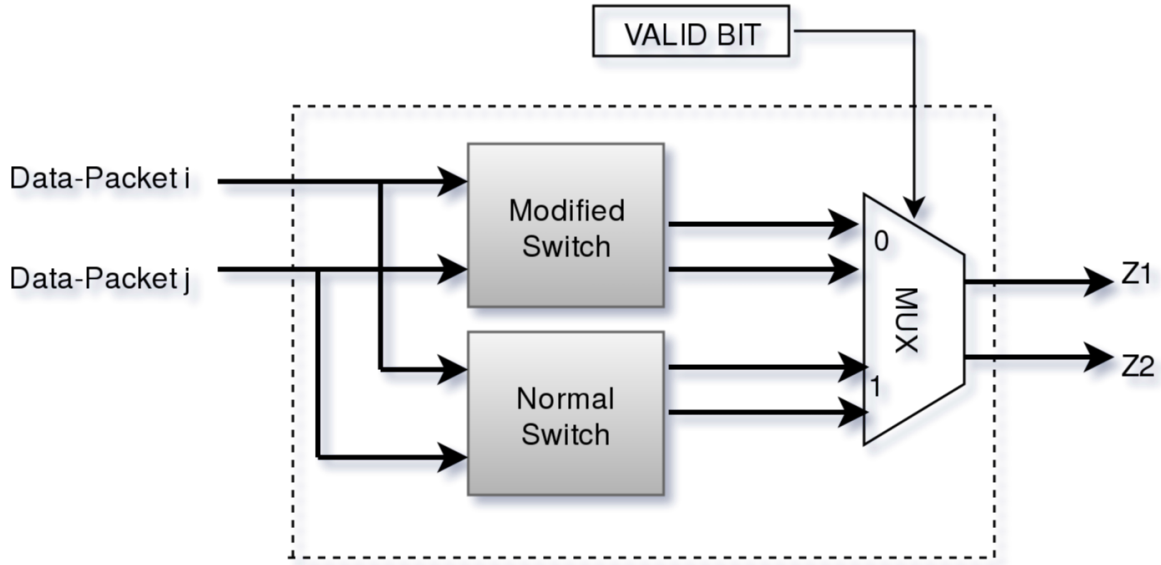 VALID BIT
Data-Packet i
Data-Packet j
Modified
Switch
Normal
Switch
0
1
MUX
Z1
Z2